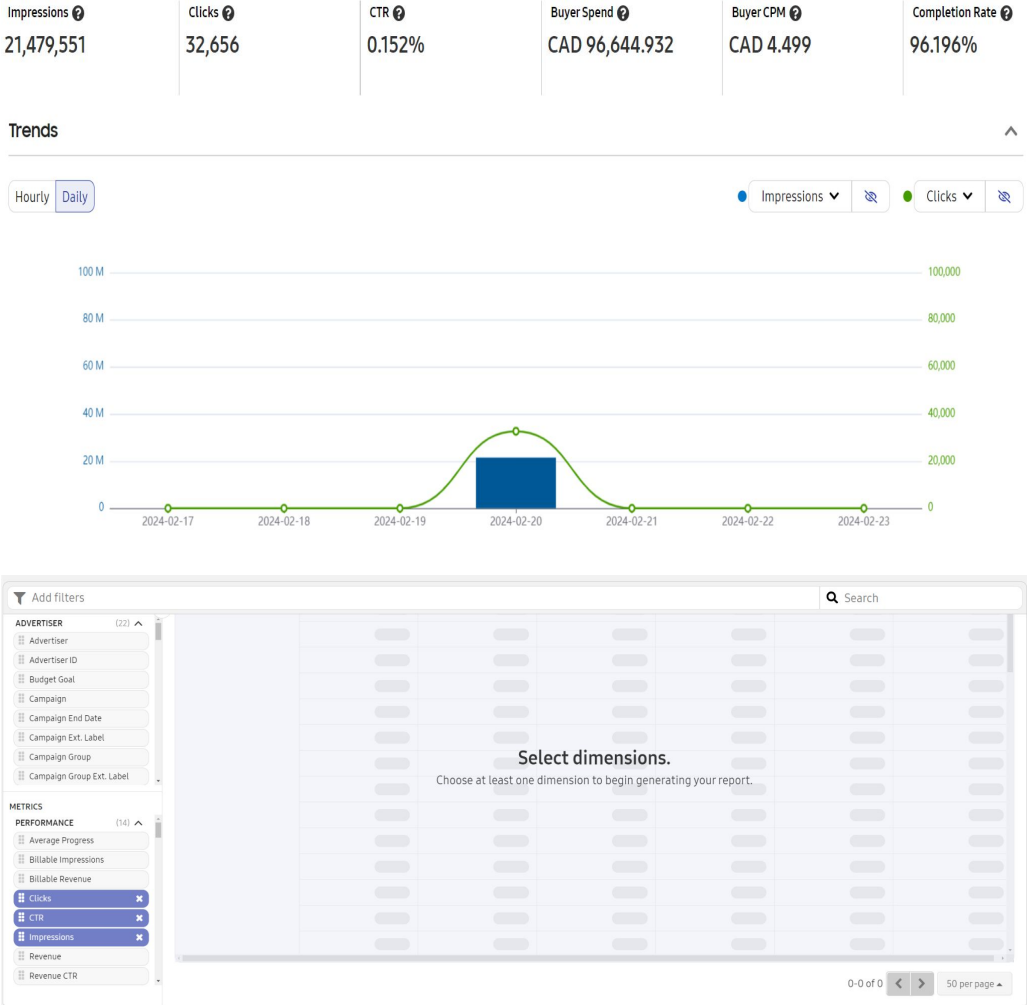 Impressions ? Clicks ? CTR ? Buyer Spend ? Buyer CPM ? Completion Rate ?
21,479,551 32,656 0.152% CAD 96,644.932 CAD 4.499 96.196%
Trends
Hourly Daily Impressions Clicks
100 M 100,000
80 M 80,000
60 M 60,000
40 M 40,000
20 M 20,000
0 0
2024-02-17 2024-02-18 2024-02-19 2024-02-20 2024-02-21 2024-02-22 2024-02-23
Add filters Search
ADVERTISER (22)
Advertiser
Advertiser ID
Budget Goal
Campaign
Campaign End Date
Campaign Ext. Label
Campaign Group
Campaign Group Ext. Label
Select dimensions.
Choose at least one dimension to begin generating your report.
METRICS
PERFORMANCE (14)
Average Progress
Billable Impressions
Billable Revenue
Clicks
CTR
Impressions
Revenue
Revenue CTR
0-0 of 0 50 per page